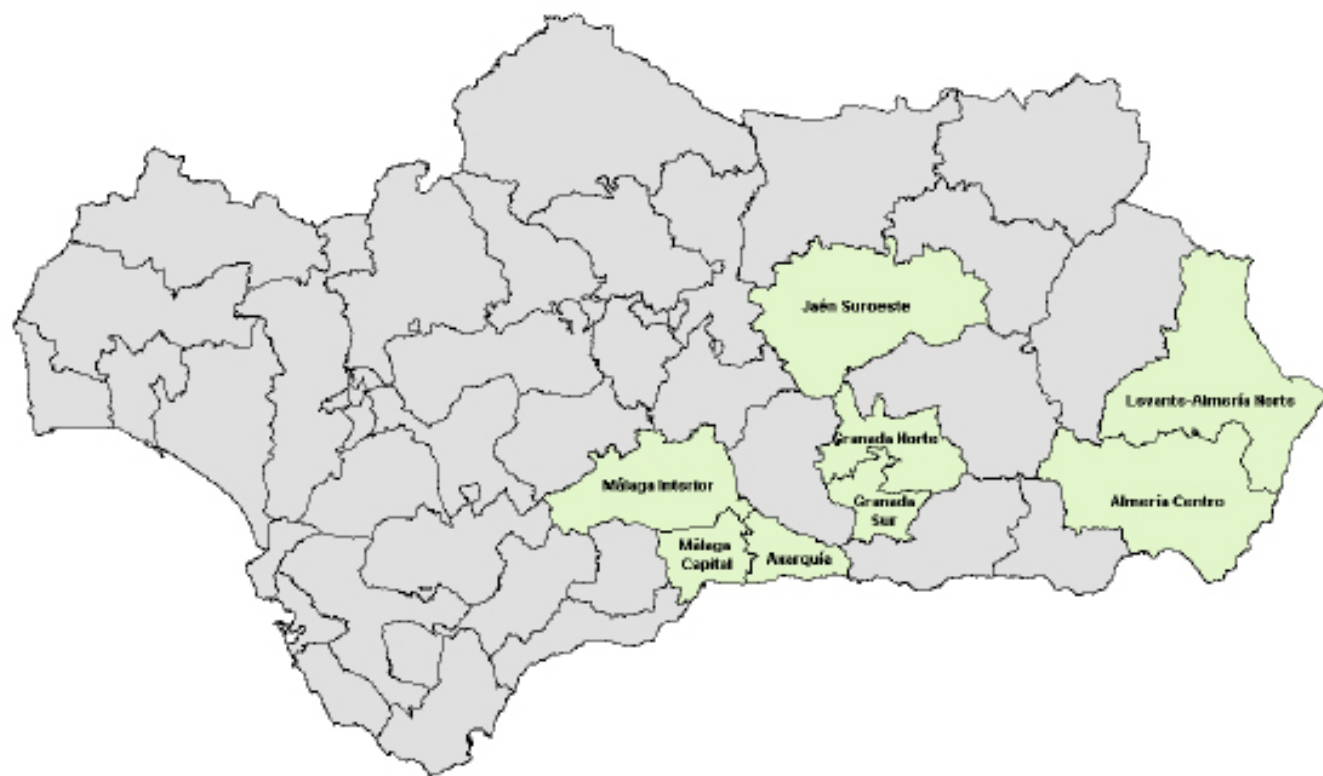 Jaén Suroeste
Levante-Almería Norte
Granada Norte
Málaga Interior
Almería Centro
Granada
Sur
Málaga
Capital
Axarquía